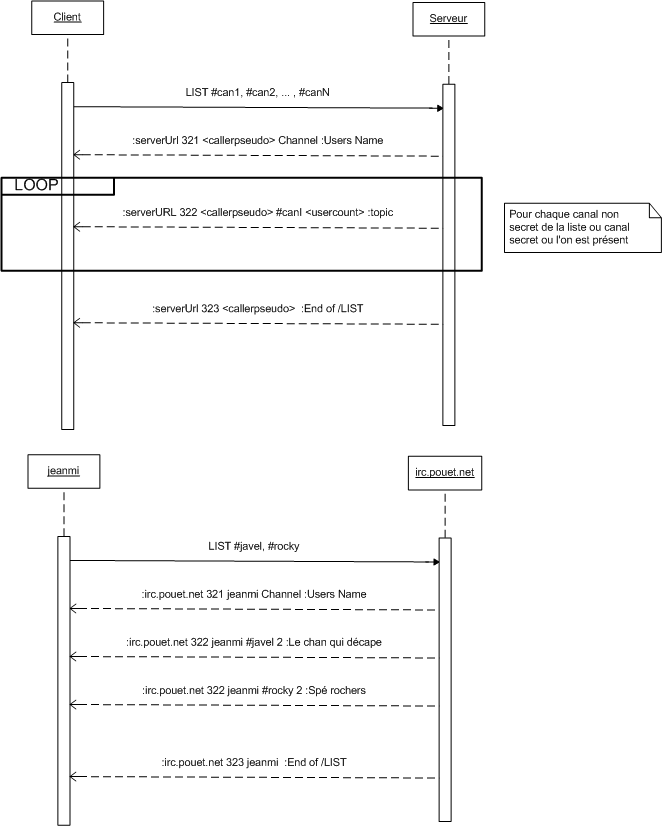 Client
Serveur
LIST #can1, #can2, ... , #canN
:serverUrl 321 <callerpseudo> Channel :Users Name
LOOP
:serverURL 322 <callerpseudo> #canI <usercount> :topic
Pour chaque canal non
secret de la liste ou canal
secret ou l'on est présent
:serverUrl 323 <callerpseudo>  :End of /LIST
jeanmi
irc.pouet.net
LIST #javel, #rocky
:irc.pouet.net 321 jeanmi Channel :Users Name
:irc.pouet.net 322 jeanmi #javel 2 :Le chan qui décape
:irc.pouet.net 322 jeanmi #rocky 2 :Spé rochers
:irc.pouet.net 323 jeanmi  :End of /LIST